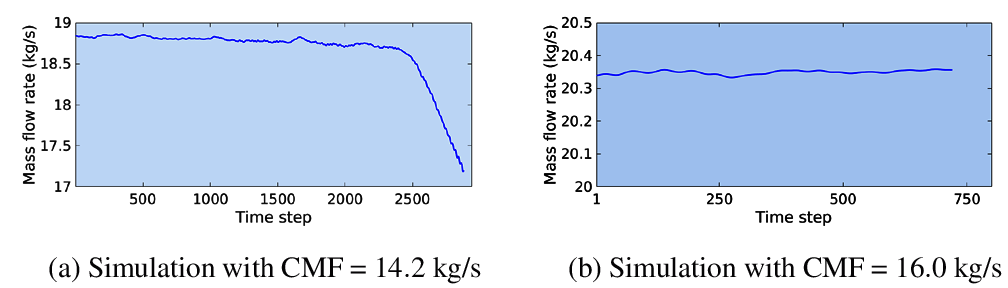 19
18.5
18
17.5
17
Mass flow rate (kg/s)
500 1000 1500 2000 2500
Time step
(a) Simulation with CMF = 14.2 kg/s
20.5
20.4
20.3
20.2
20.1
20
Mass flow rate (kg/s)
1 250 500 750
Time step
(b) Simulation with CMF = 16.0 kg/s